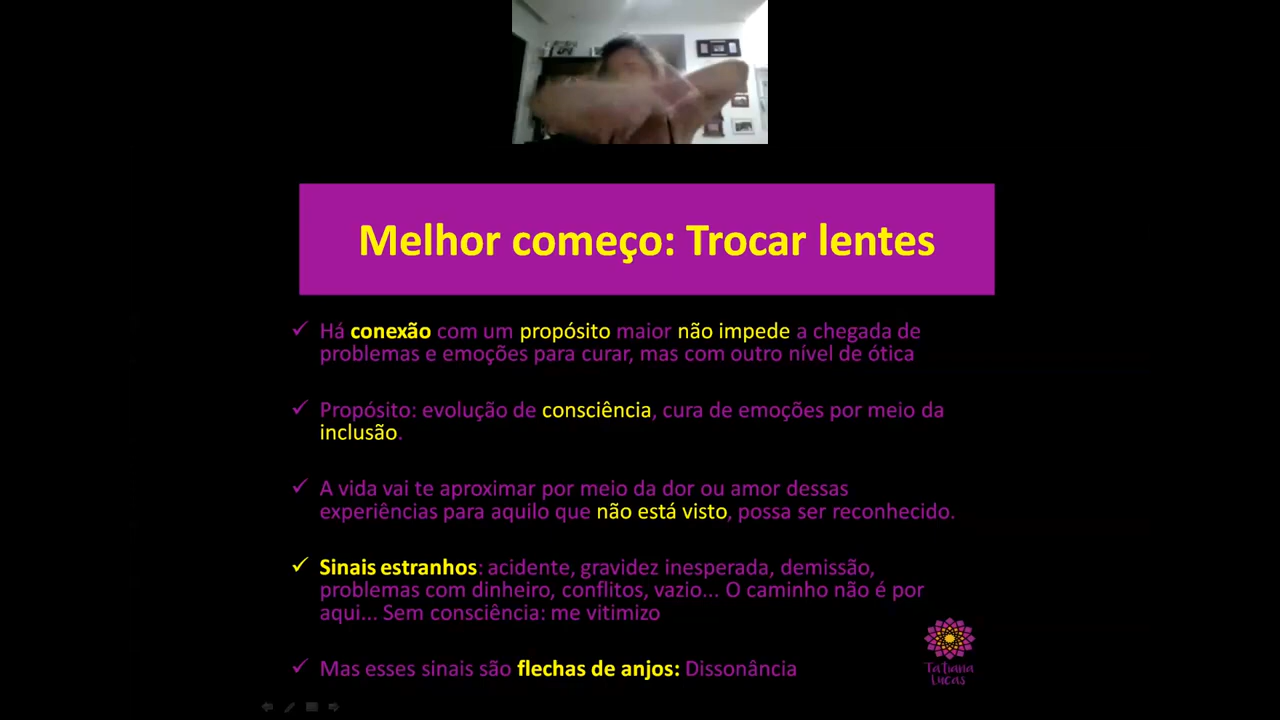 Melhor começo: Trocar lentes
✓ Há conexão com um propósito maior não impede a chegada de
problemas e emoções para curar, mas com outro nível de ótica
✓ Propósito: evolução de consciência, cura de emoções por meio da
inclusão.
✓ A vida vai te aproximar por meio da dor ou amor dessas
experiências para aquilo que não está visto, possa ser reconhecido.
✓ Sinais estranhos: acidente, gravidez inesperada, demissão,
problemas com dinheiro, conflitos, vazio... O caminho não é por
aqui... Sem consciência: me vitimizo
✓ Mas esses sinais são flechas de anjos: Dissonância
Tatiana
Lucas